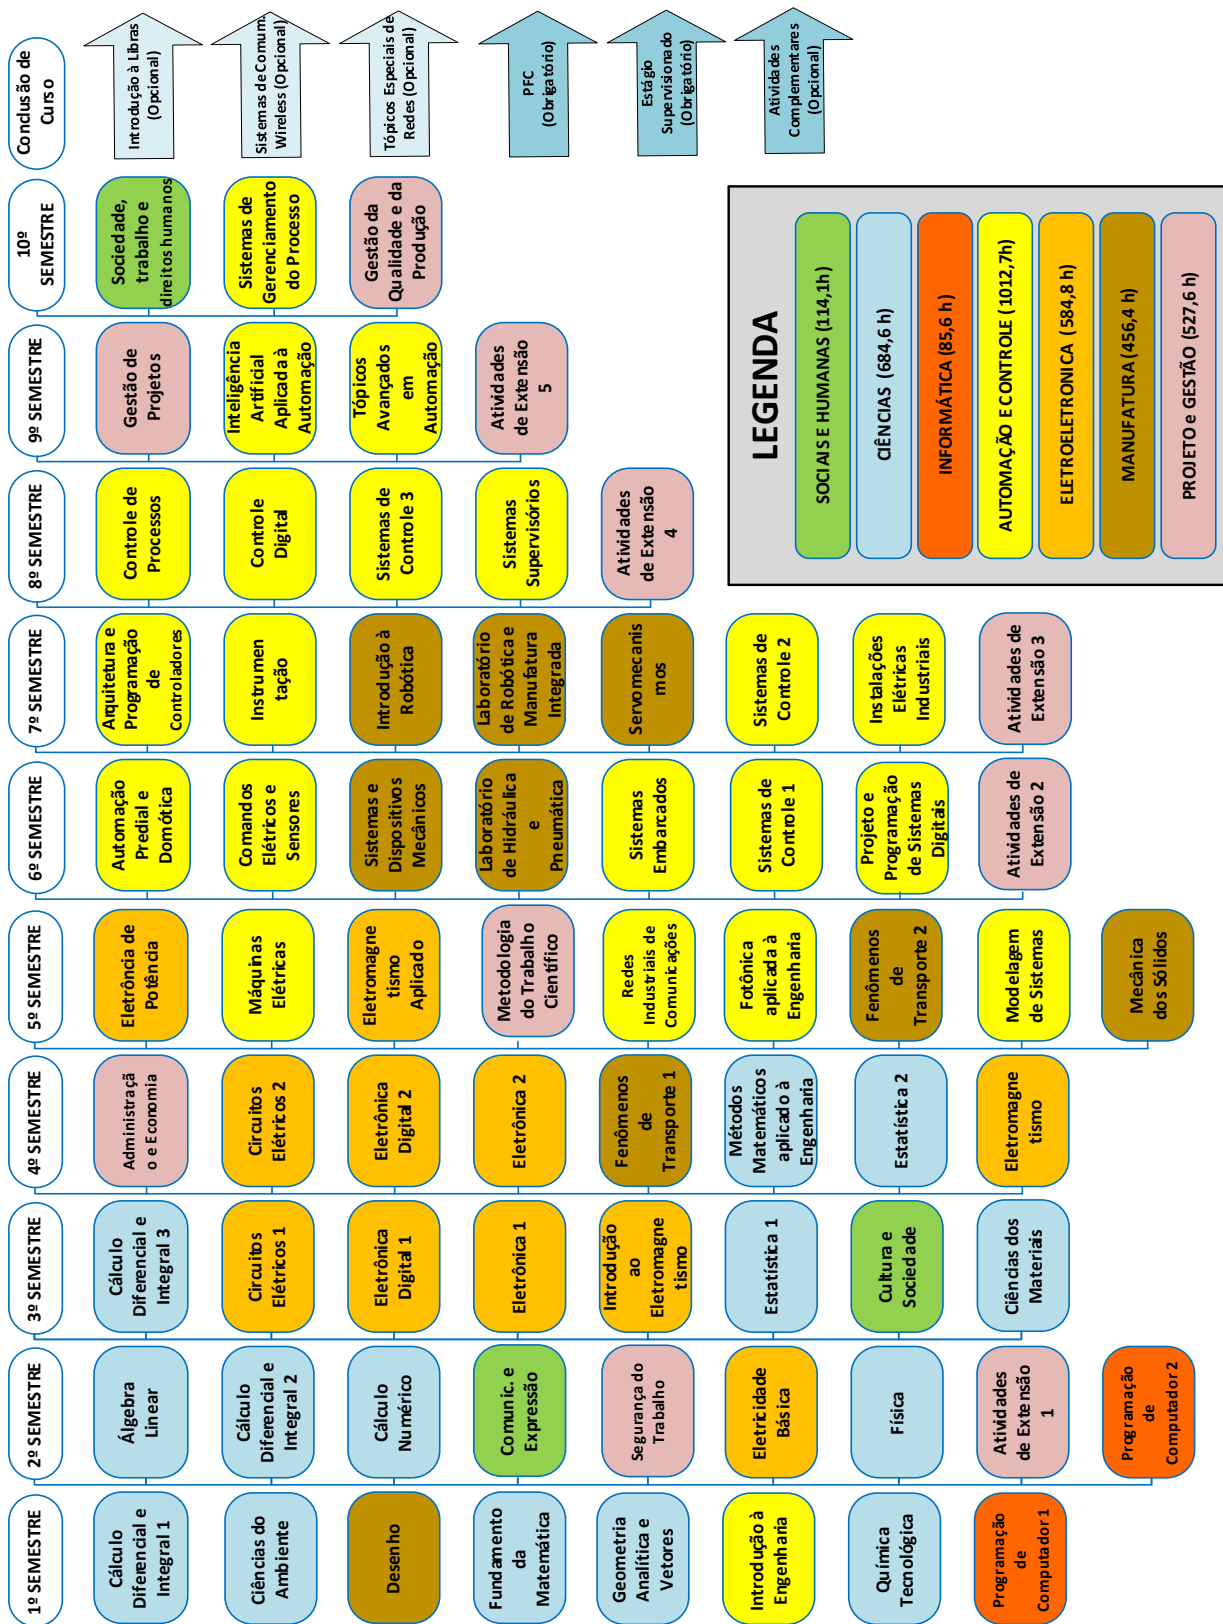 1º SEMESTRE
Cálculo
Diferencial e
Integral 1
Ciências do
Ambiente
Desenho
Fundamento
da
Matemática
Geometria
Analítica e
Vetores
Introdução à
Engenharia
Química
Tecnológica
Programação
de
Computador 1
2º SEMESTRE
Álgebra
Linear
Cálculo
Diferencial e
Integral 2
Cálculo
Numérico
Comunic. e
Expressão
Segurança do
Trabalho
Eletricidade
Básica
Física
Atividades
de Extensão
1
Programação
de
Computador 2
3º SEMESTRE
Cálculo
Diferencial e
Integral 3
Circuitos
Elétricos 1
Eletrônica
Digital 1
Eletrônica 1
Introdução
ao
Eletromagne
tismo
Estatística 1
Cultura e
Sociedade
Ciências dos
Materiais
4º SEMESTRE
Administraçã
o e Economia
Circuitos
Elétricos 2
Eletrônica
Digital 2
Eletrônica 2
Fenômenos
de
Transporte 1
Métodos
Matemáticos
aplicado à
Engenharia
Estatística 2
Eletromagne
tismo
5º SEMESTRE
Eletrôncia de
Potência
Máquinas
Elétricas
Eletromagne
tismo
Aplicado
Metodologia
do Trabalho
Científico
Redes
Industriais de
Comunicações
Fotônica
aplicada à
Engenharia
Fenômenos
de
Transporte 2
Modelagem
de Sistemas
Mecânica
dos Sólidos
6º SEMESTRE
Automação
Predial e
Domótica
Comandos
Elétricos e
Sensores
Sistemas e
Dispositivos
Mecânicos
Laboratório
de Hidráulica
e
Pneumática
Sistemas
Embarcados
Sistemas de
Controle 1
Projeto e
Programação
de Sistemas
Digitais
Atividades de
Extensão 2
7º SEMESTRE
Arquitetura e
Programação
de
Controladores
Instrumen
tação
Introdução à
Robótica
Laboratório
de Robótica e
Manufatura
Integrada
Servomecanis
mos
Sistemas de
Controle 2
Instalações
Elétricas
Industriais
Atividades de
Extensão 3
8º SEMESTRE
Controle de
Processos
Controle
Digital
Sistemas de
Controle 3
Sistemas
Supervisórios
Atividades
de Extensão
4
9º SEMESTRE
Gestão de
Projetos
Inteligência
Artificial
Aplicada à
Automação
Tópicos
Avançados
em
Automação
Atividades
de Extensão
5
10º
SEMESTRE
Sociedade,
trabalho e
direitos humanos
Sistemas de
Gerenciamento
do Processo
Gestão da
Qualidade e da
Produção
Conclusão de
Curso
Introdução à Libras
(Opcional)
Sistemas de Comum.
Wireless (Opcional)
Tópicos Especiais de
Redes (Opcional)
PFC
(Obrigatório)
Estágio
Supervisionado
(Obrigatório)
Atividades
Complementares
(Opcional)
LEGENDA
SOCIAIS E HUMANAS (114,1h)
CIÊNCIAS (684,6 h)
INFORMÁTICA (85,6 h)
AUTOMAÇÃO E CONTROLE (1012,7h)
ELETROELETRONICA (584,8 h)
MANUFATURA (456,4 h)
PROJETO e GESTÃO (527,6 h)